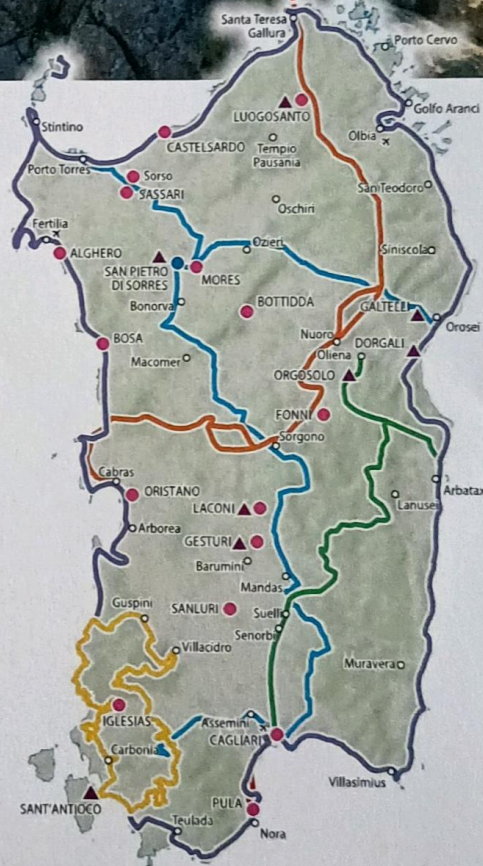 Santa Teresa
Gallura
Porto Cervo
LUOGOSANTO
Golfo Aranci
Stintino
Olbia
CASTELSARDO
Tempio
Pausania
Porto Torres
Sorso
SASSARI
San Teodoro
Oschiri
Fertilia
Ozieri
Siniscola
ALGHERO
SAN PIETRO
DI SORRES
MORES
Bonorva
BOTTIDDA
GALTELLÌ
Orosei
Nuoro
DORGALI
BOSA
Oliena
Macomer
ORGOSOLO
FONNI
Sorgono
Cabras
ORISTANO
Arbatax
LACONI
Lanusei
Arborea
GESTURI
Barumini
Mandas
Guspini
SANLURI
Suelli
Senorbì
Villacidro
Muravera
IGLESIAS
Assemini
CAGLIARI
Carbonia
Villasimius
SANT'ANTIOCO
PULA
Teulada
Nora